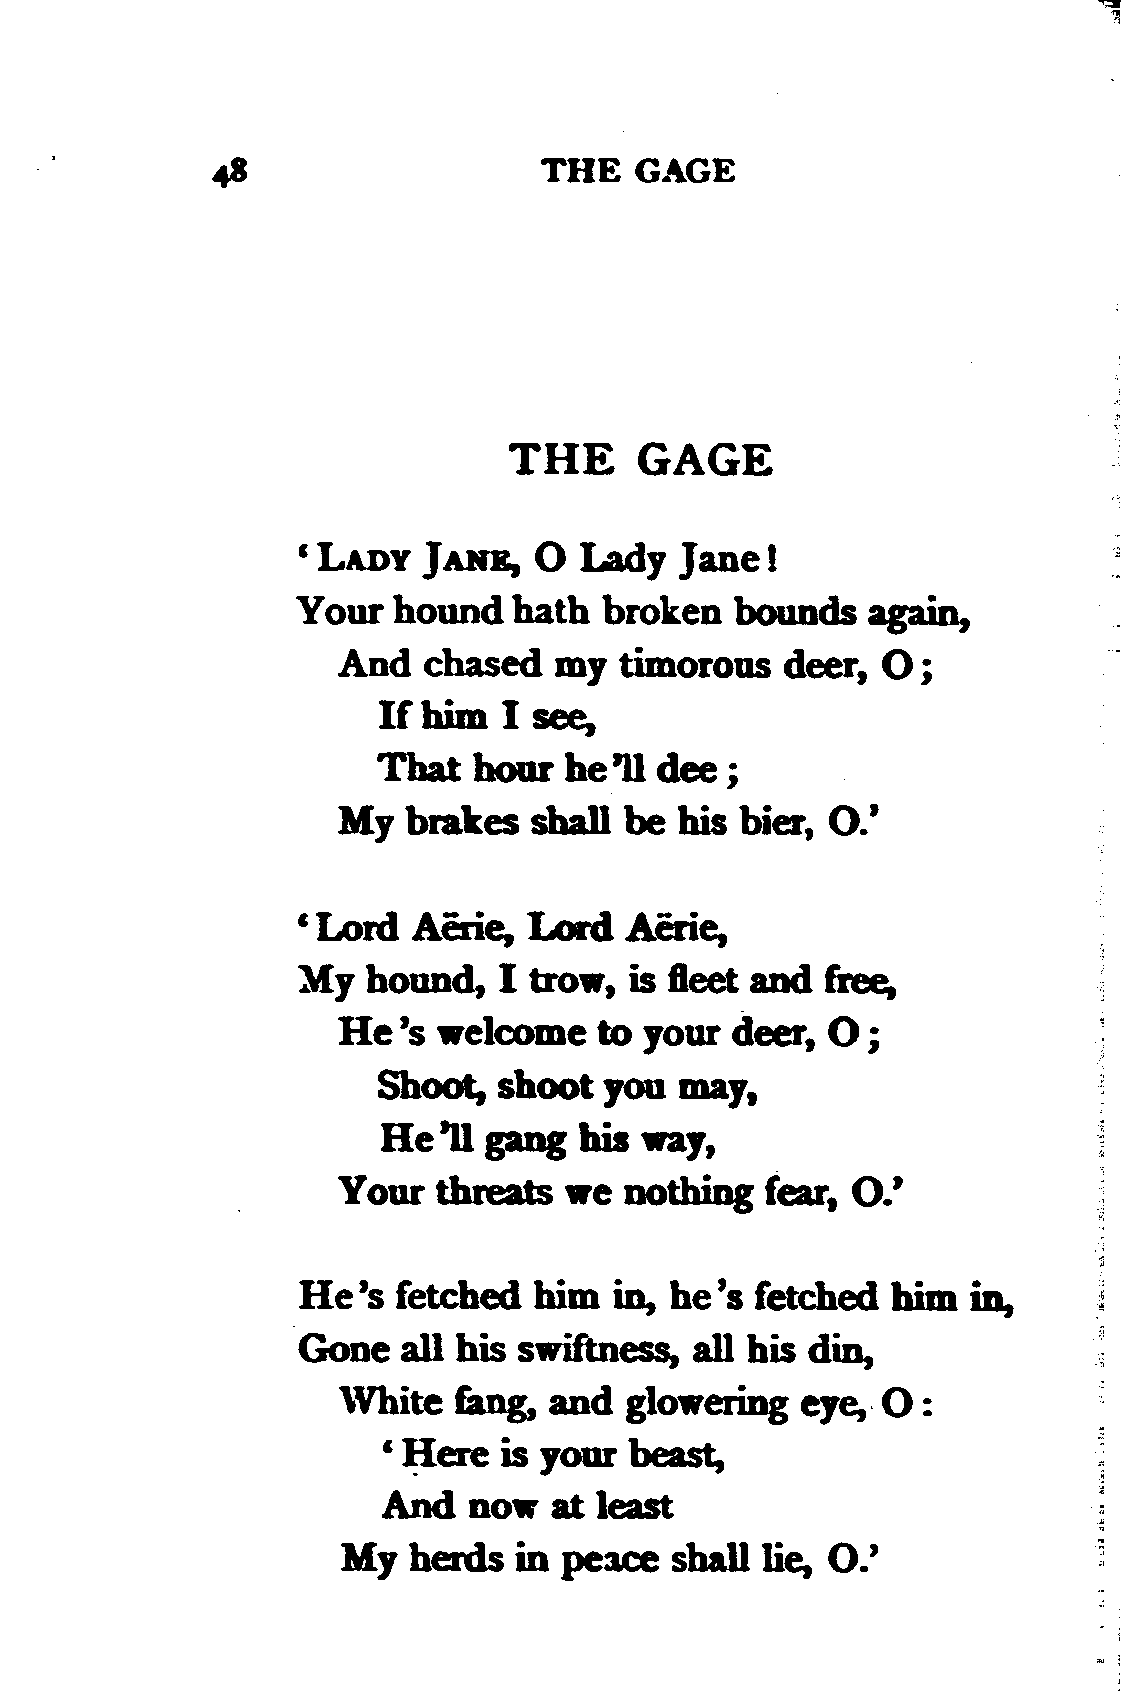 48 THE GAGE
THE GAGE
‘ LADY JANE, O Lady Jane!
Your hound hath broken bounds again,
And chased my timorous deer, O ;
If him I see,
That hour he ’ll dee ;
My brakes shall be his bier, O.’
‘ Lord Aërie, Lord Aërie,
My hound, I trow, is fleet and free,
He ’s welcome to your deer, O ;
Shoot, shoot you may,
He ’ll gang his way,
Your threats we nothing fear, O.’
He ’s fetched him in, he ’s fetched him in,
Gone all his swiftness, all his din,
White fang, and glowering eye, O :
‘ Here is your beast,
And now at least
My herds in peace shall lie, O.’